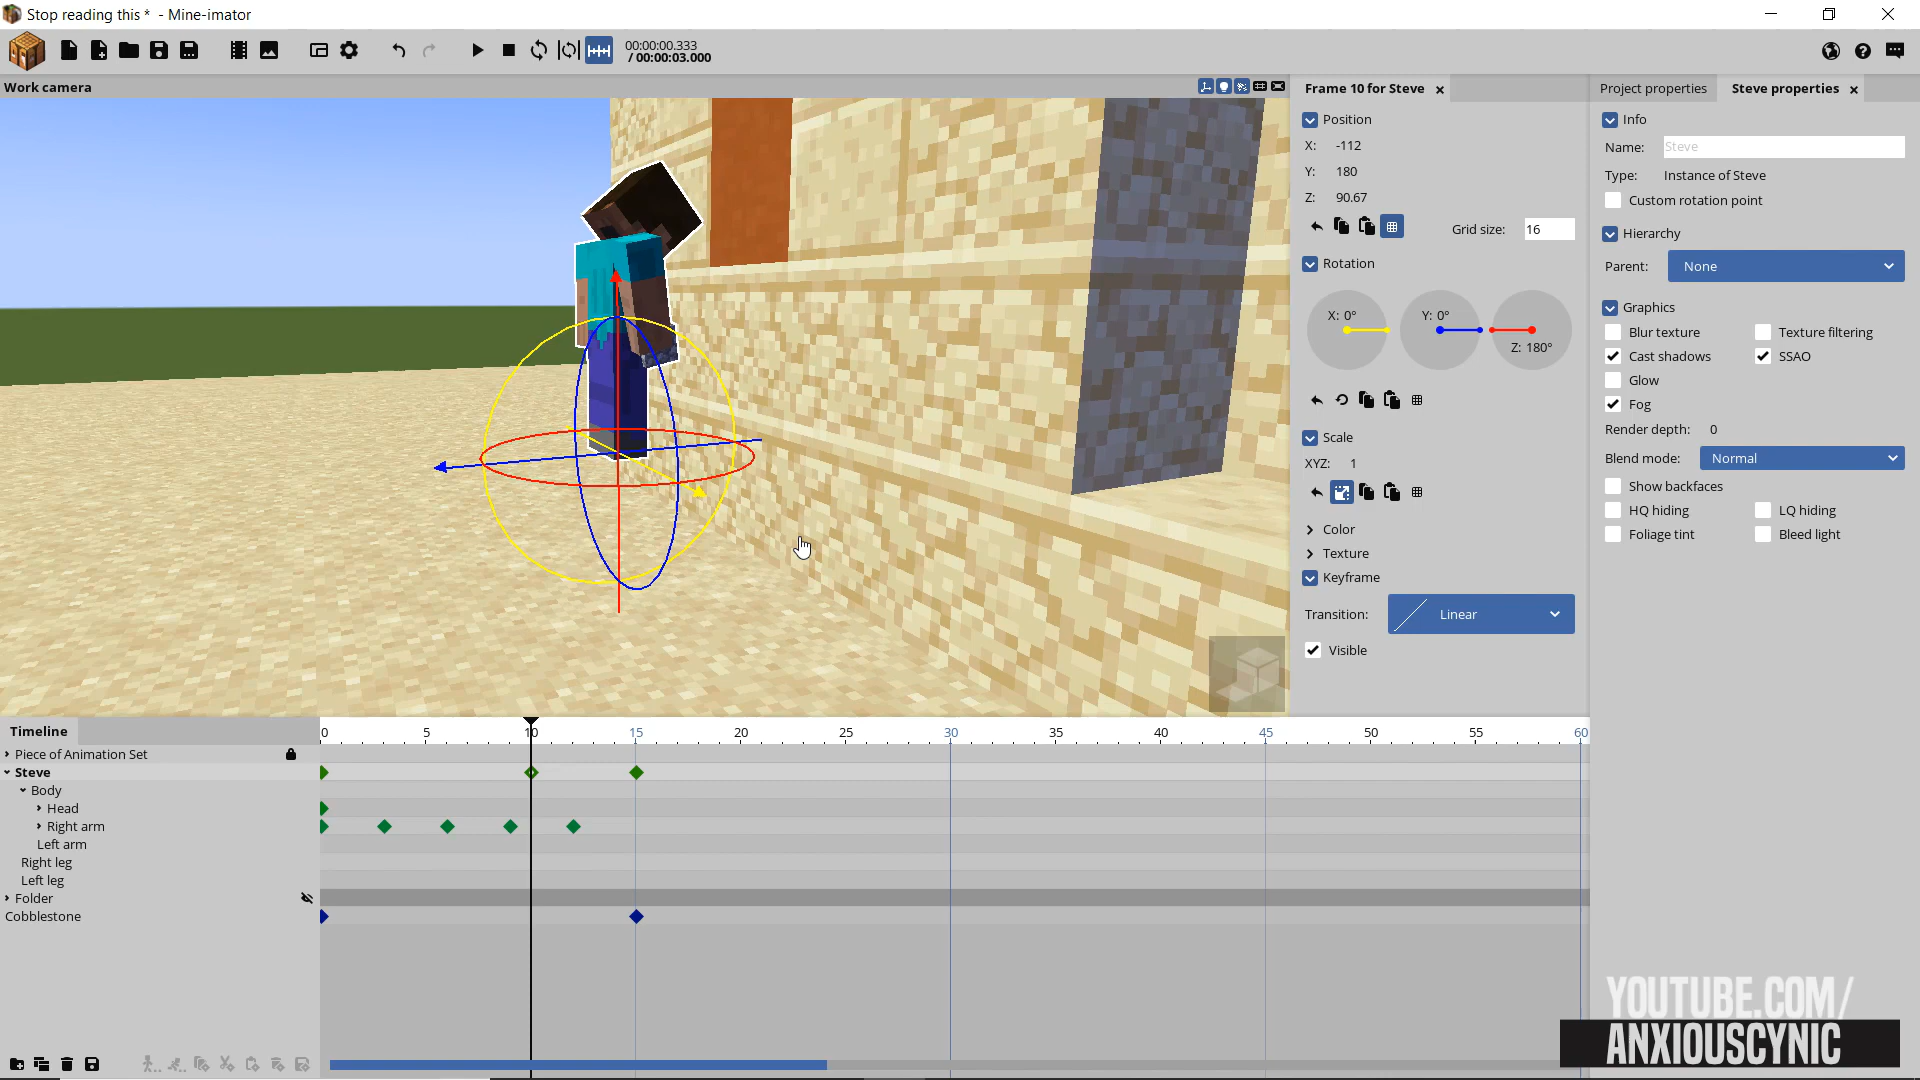 Stop reading this * - Mine-imator
00:00:00.333
/ 00:00:03.000
Work camera
Frame 10 for Steve
Position
X: -112
Y: 180
Z: 90.67
Grid size: 16
Rotation
X: 0°
Y: 0°
Z: 180°
Scale
XYZ: 1
Color
Texture
Keyframe
Transition: Linear
Visible
Project properties
Steve properties
Info
Name: Steve
Type: Instance of Steve
Custom rotation point
Hierarchy
Parent: None
Graphics
Blur texture Texture filtering
Cast shadows SSAO
Glow
Fog
Render depth: 0
Blend mode: Normal
Show backfaces
HQ hiding LQ hiding
Foliage tint Bleed light
Timeline
0 5 10 15 20 25 30 35 40 45 50 55 60
Piece of Animation Set
Steve
Body
Head
Right arm
Left arm
Right leg
Left leg
Folder
Cobblestone
YOUTUBE.COM/
ANXIOUSCYNIC